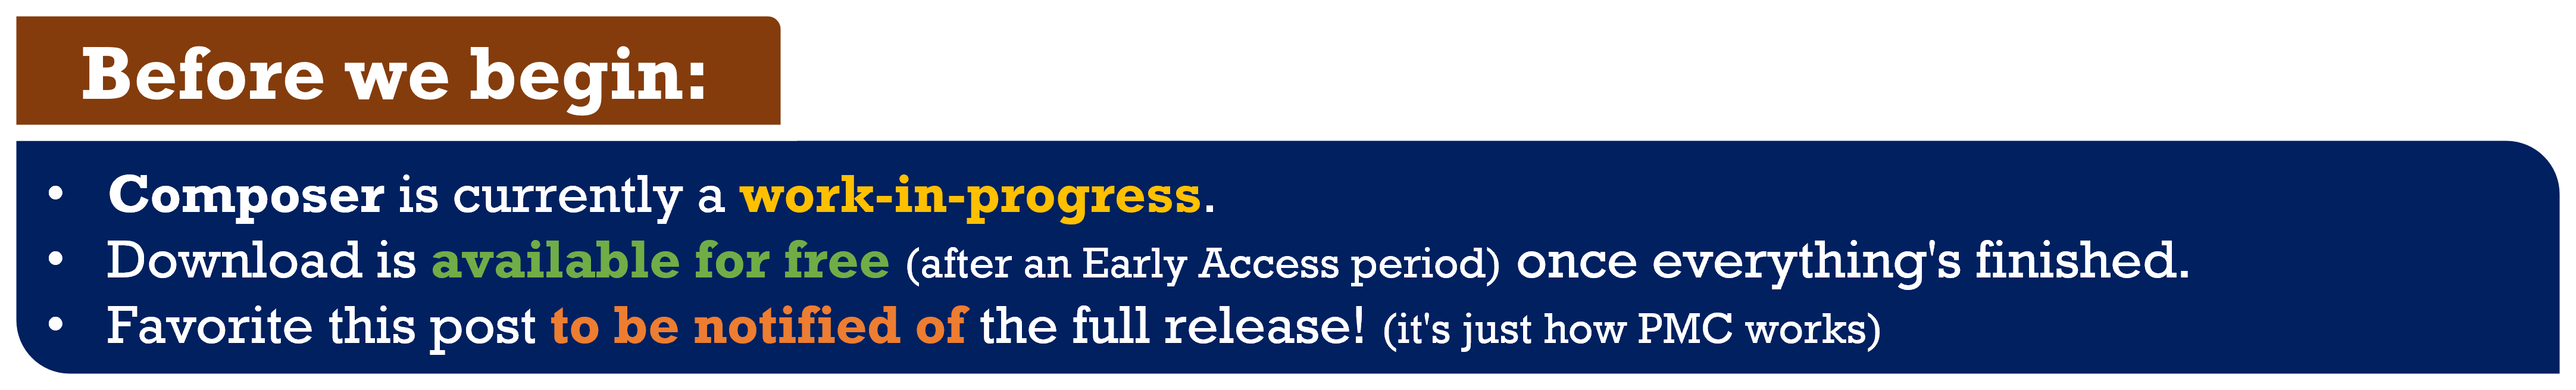 Before we begin:
• Composer is currently a work-in-progress.
• Download is available for free (after an Early Access period) once everything's finished.
• Favorite this post to be notified of the full release! (it's just how PMC works)